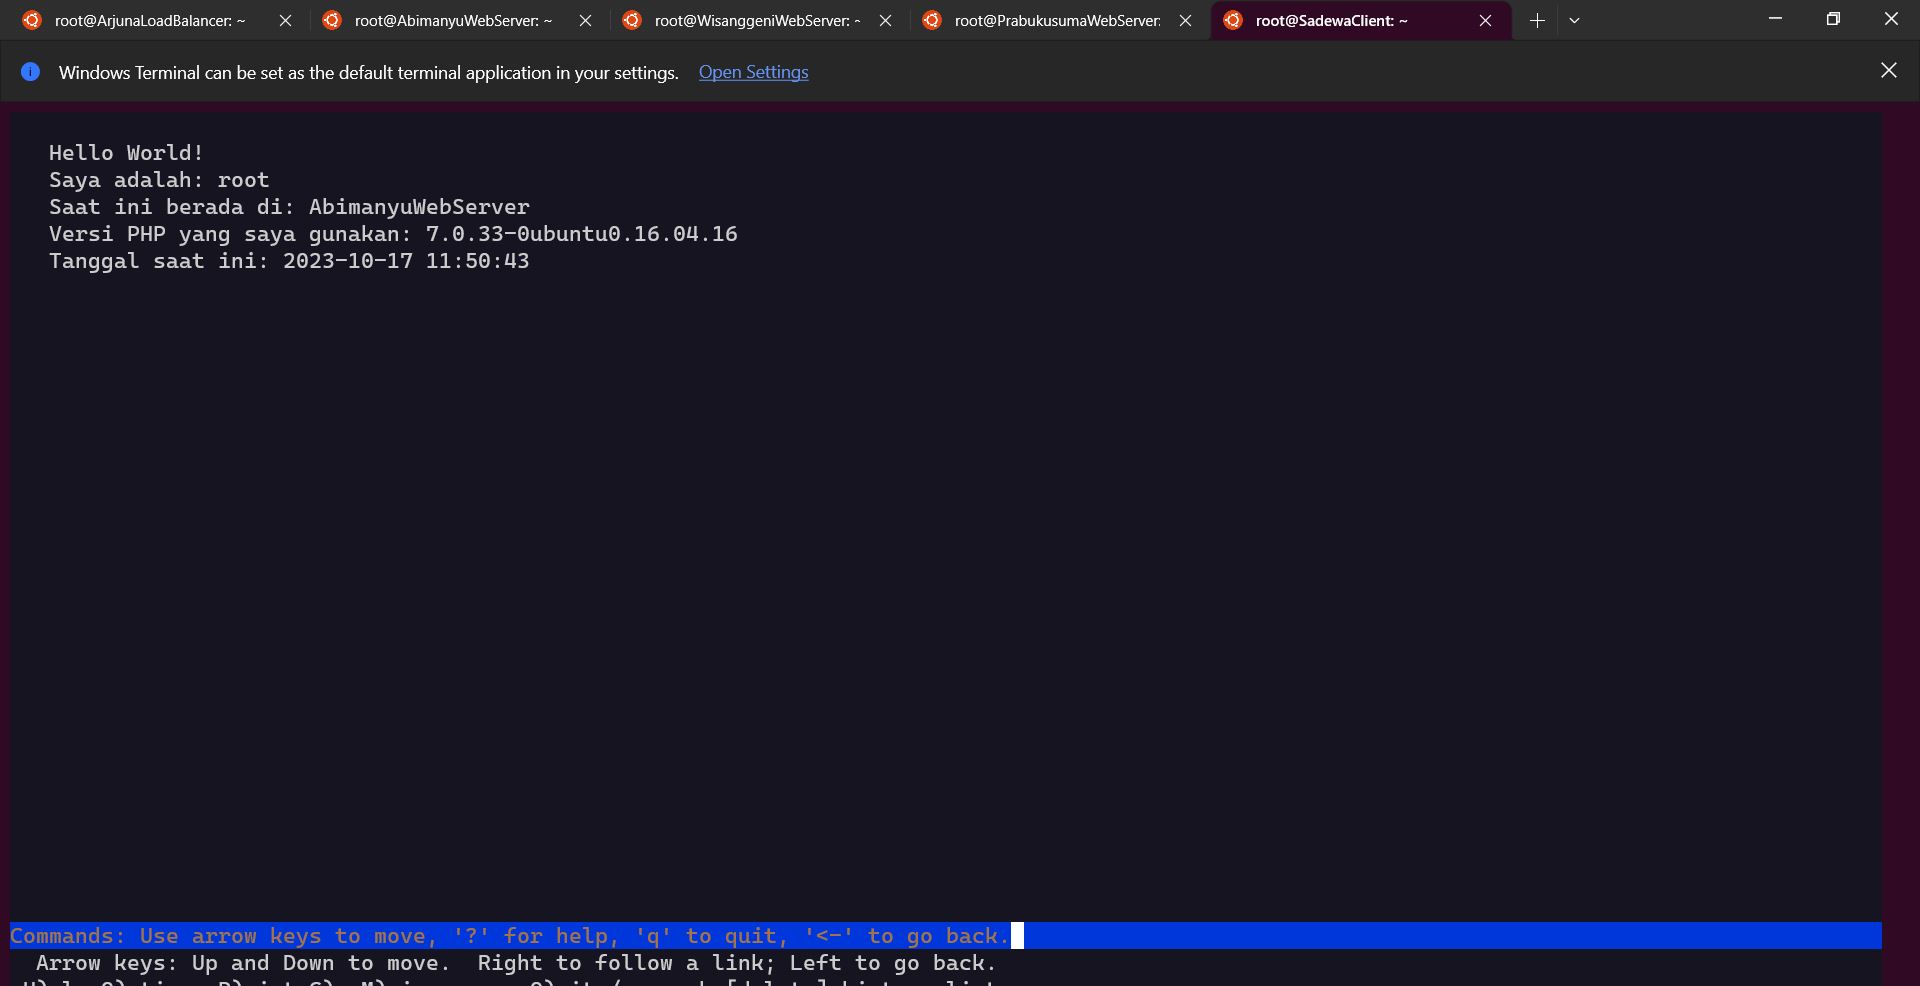 root@ArjunaLoadBalancer: ~
root@AbimanyuWebServer: ~
root@WisanggeniWebServer: ~
root@PrabukusumaWebServer:
root@SadewaClient: ~
Windows Terminal can be set as the default terminal application in your settings. Open Settings
Hello World!
Saya adalah: root
Saat ini berada di: AbimanyuWebServer
Versi PHP yang saya gunakan: 7.0.33-0ubuntu0.16.04.16
Tanggal saat ini: 2023-10-17 11:50:43
Commands: Use arrow keys to move, '?' for help, 'q' to quit, '<-' to go back.
Arrow keys: Up and Down to move.  Right to follow a link; Left to go back.